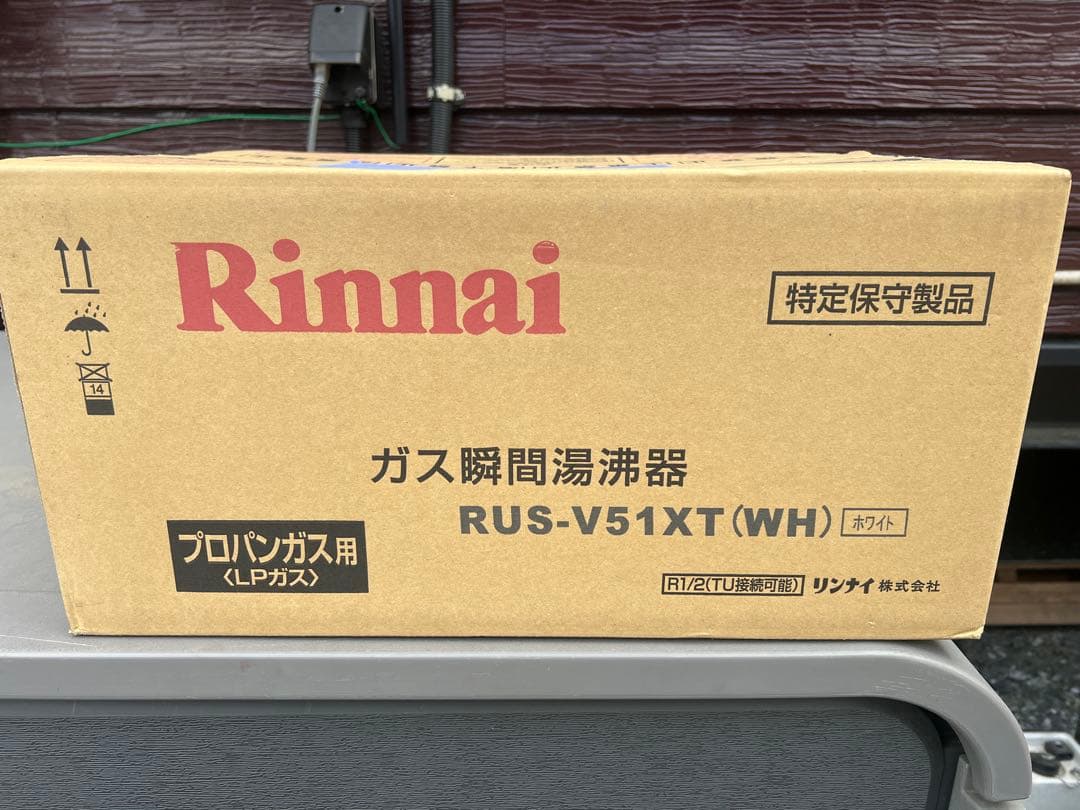 Rinnai
特定保守製品
14
ガス瞬間湯沸器
RUS-V51XT(WH) ホワイト
プロパンガス用
〈LPガス〉
R1/2(TU接続可能) リンナイ株式会社